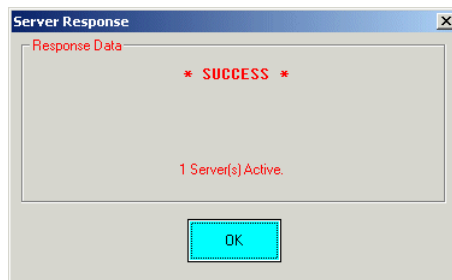 Server Response
Response Data
* SUCCESS *
1 Server(s) Active.
OK